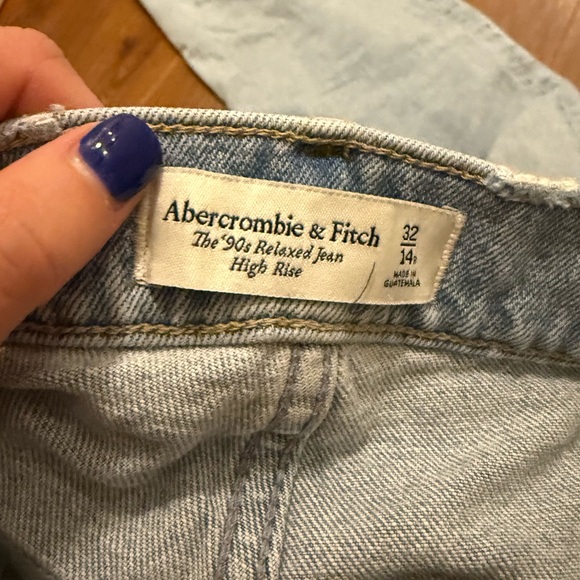 Abercrombie & Fitch
The '90s Relaxed Jean
High Rise
32
14R
MADE IN
GUATEMALA